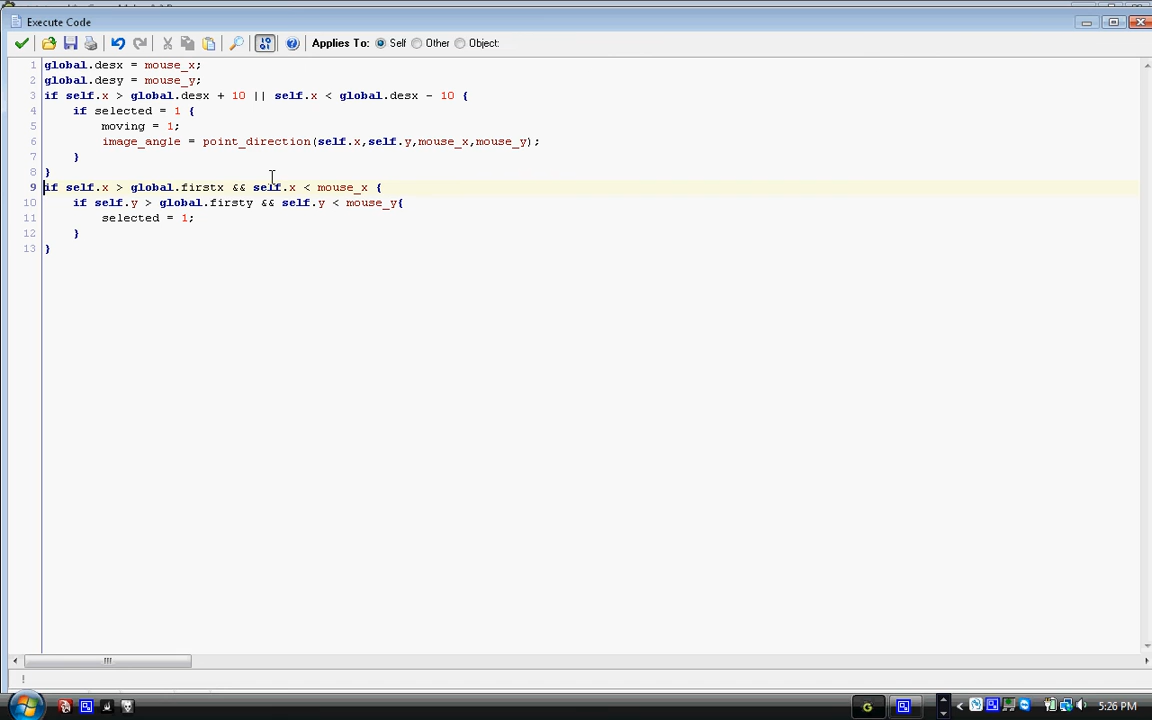 Execute Code
Applies To: Self Other Object:
1 global.desx = mouse_x;
2 global.desy = mouse_y;
3 if self.x > global.desx + 10 || self.x < global.desx - 10 {
4 if selected = 1 {
5 moving = 1;
6 image_angle = point_direction(self.x,self.y,mouse_x,mouse_y);
7 }
8 }
9 if self.x > global.firstx && self.x < mouse_x {
10 if self.y > global.firsty && self.y < mouse_y{
11 selected = 1;
12 }
13 }
5:26 PM